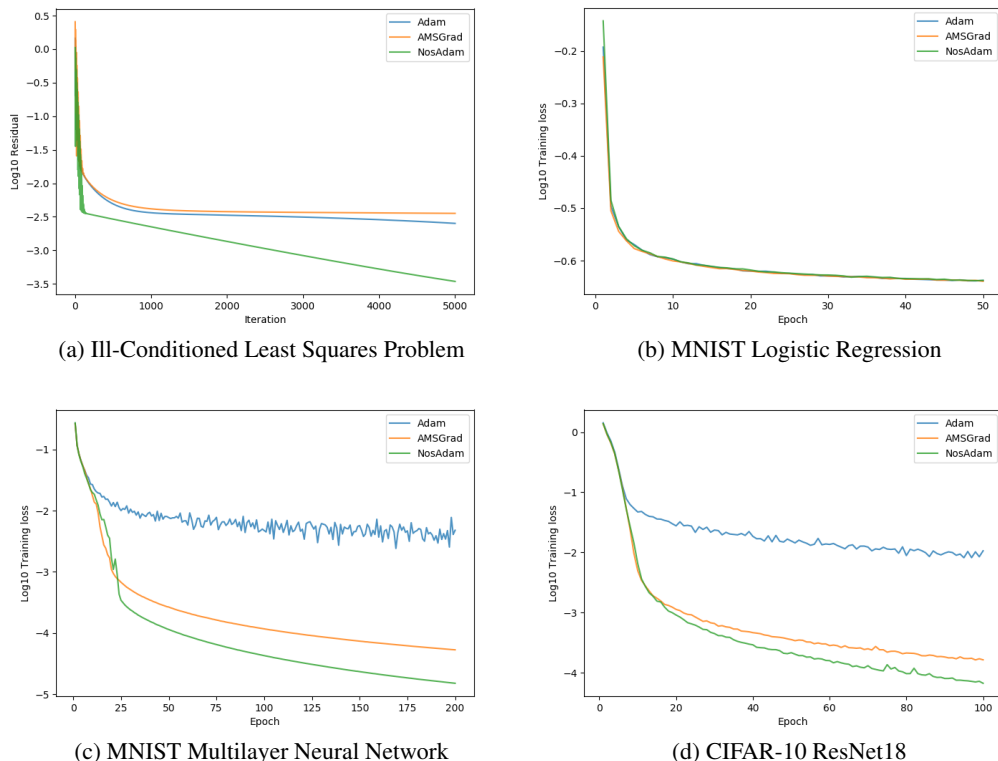 0.5
0.0
−0.5
−1.0
−1.5
−2.0
−2.5
−3.0
−3.5
Log10 Residual
Adam
AMSGrad
NosAdam
0
1000
2000
3000
4000
5000
Iteration
(a) Ill-Conditioned Least Squares Problem
−0.2
−0.3
−0.4
−0.5
−0.6
Log10 Training loss
Adam
AMSGrad
NosAdam
0
10
20
30
40
50
Epoch
(b) MNIST Logistic Regression
−1
−2
−3
−4
−5
Log10 Training loss
Adam
AMSGrad
NosAdam
0
25
50
75
100
125
150
175
200
Epoch
(c) MNIST Multilayer Neural Network
0
−1
−2
−3
−4
Log10 Training loss
Adam
AMSGrad
NosAdam
0
20
40
60
80
100
Epoch
(d) CIFAR-10 ResNet18